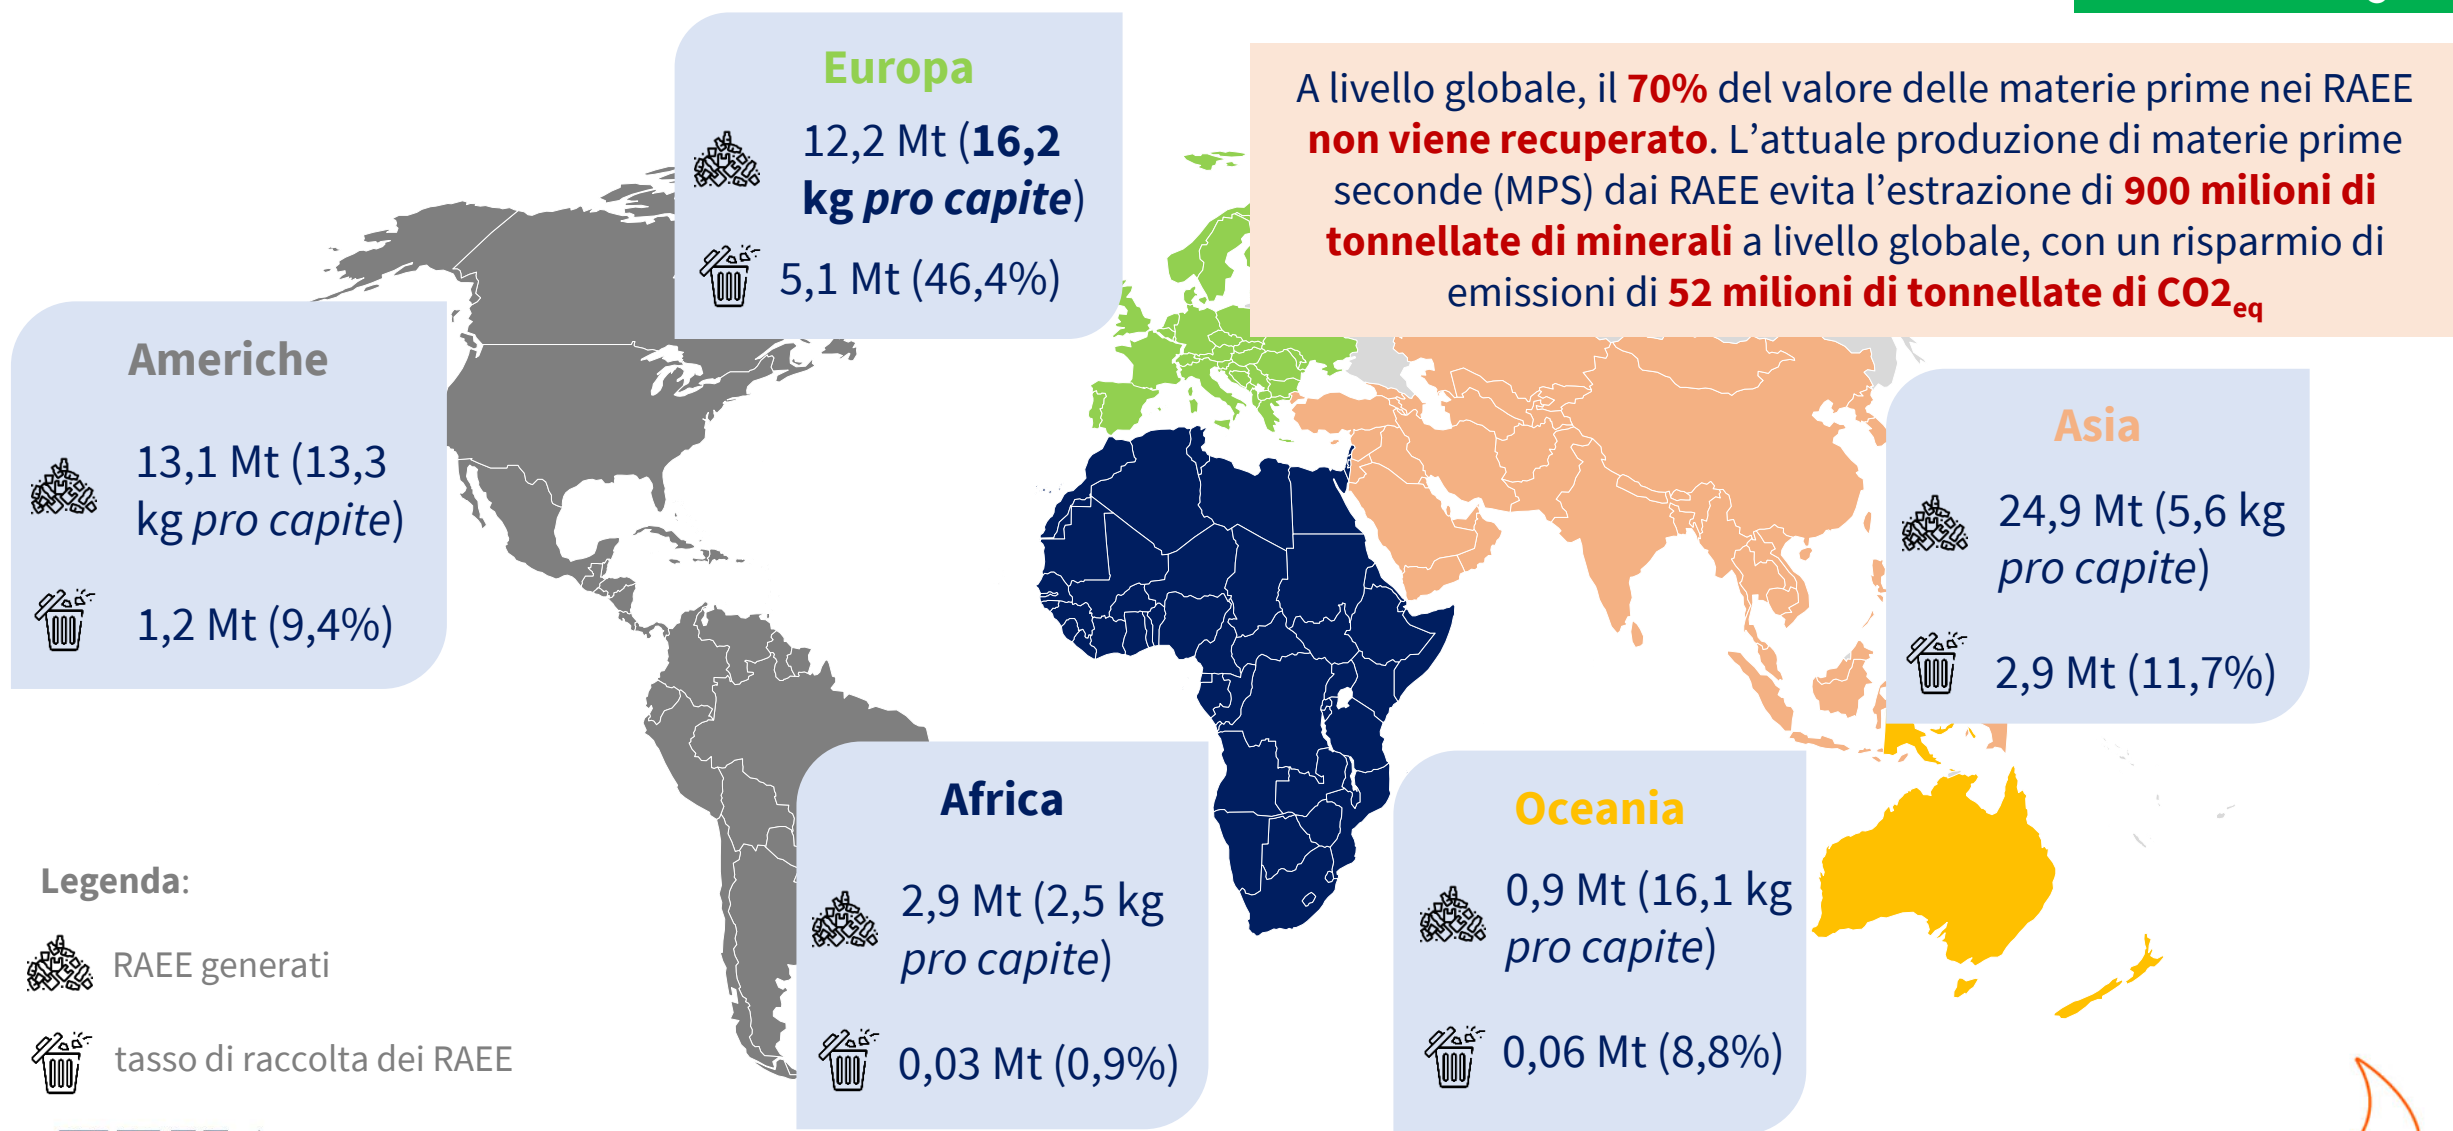 Europa
12,2 Mt (16,2
kg pro capite)
5,1 Mt (46,4%)
A livello globale, il 70% del valore delle materie prime nei RAEE
non viene recuperato. L’attuale produzione di materie prime
seconde (MPS) dai RAEE evita l’estrazione di 900 milioni di
tonnellate di minerali a livello globale, con un risparmio di
emissioni di 52 milioni di tonnellate di CO2eq
Americhe
13,1 Mt (13,3
kg pro capite)
1,2 Mt (9,4%)
Asia
24,9 Mt (5,6 kg
pro capite)
2,9 Mt (11,7%)
Africa
2,9 Mt (2,5 kg
pro capite)
0,03 Mt (0,9%)
Oceania
0,9 Mt (16,1 kg
pro capite)
0,06 Mt (8,8%)
Legenda:
RAEE generati
tasso di raccolta dei RAEE